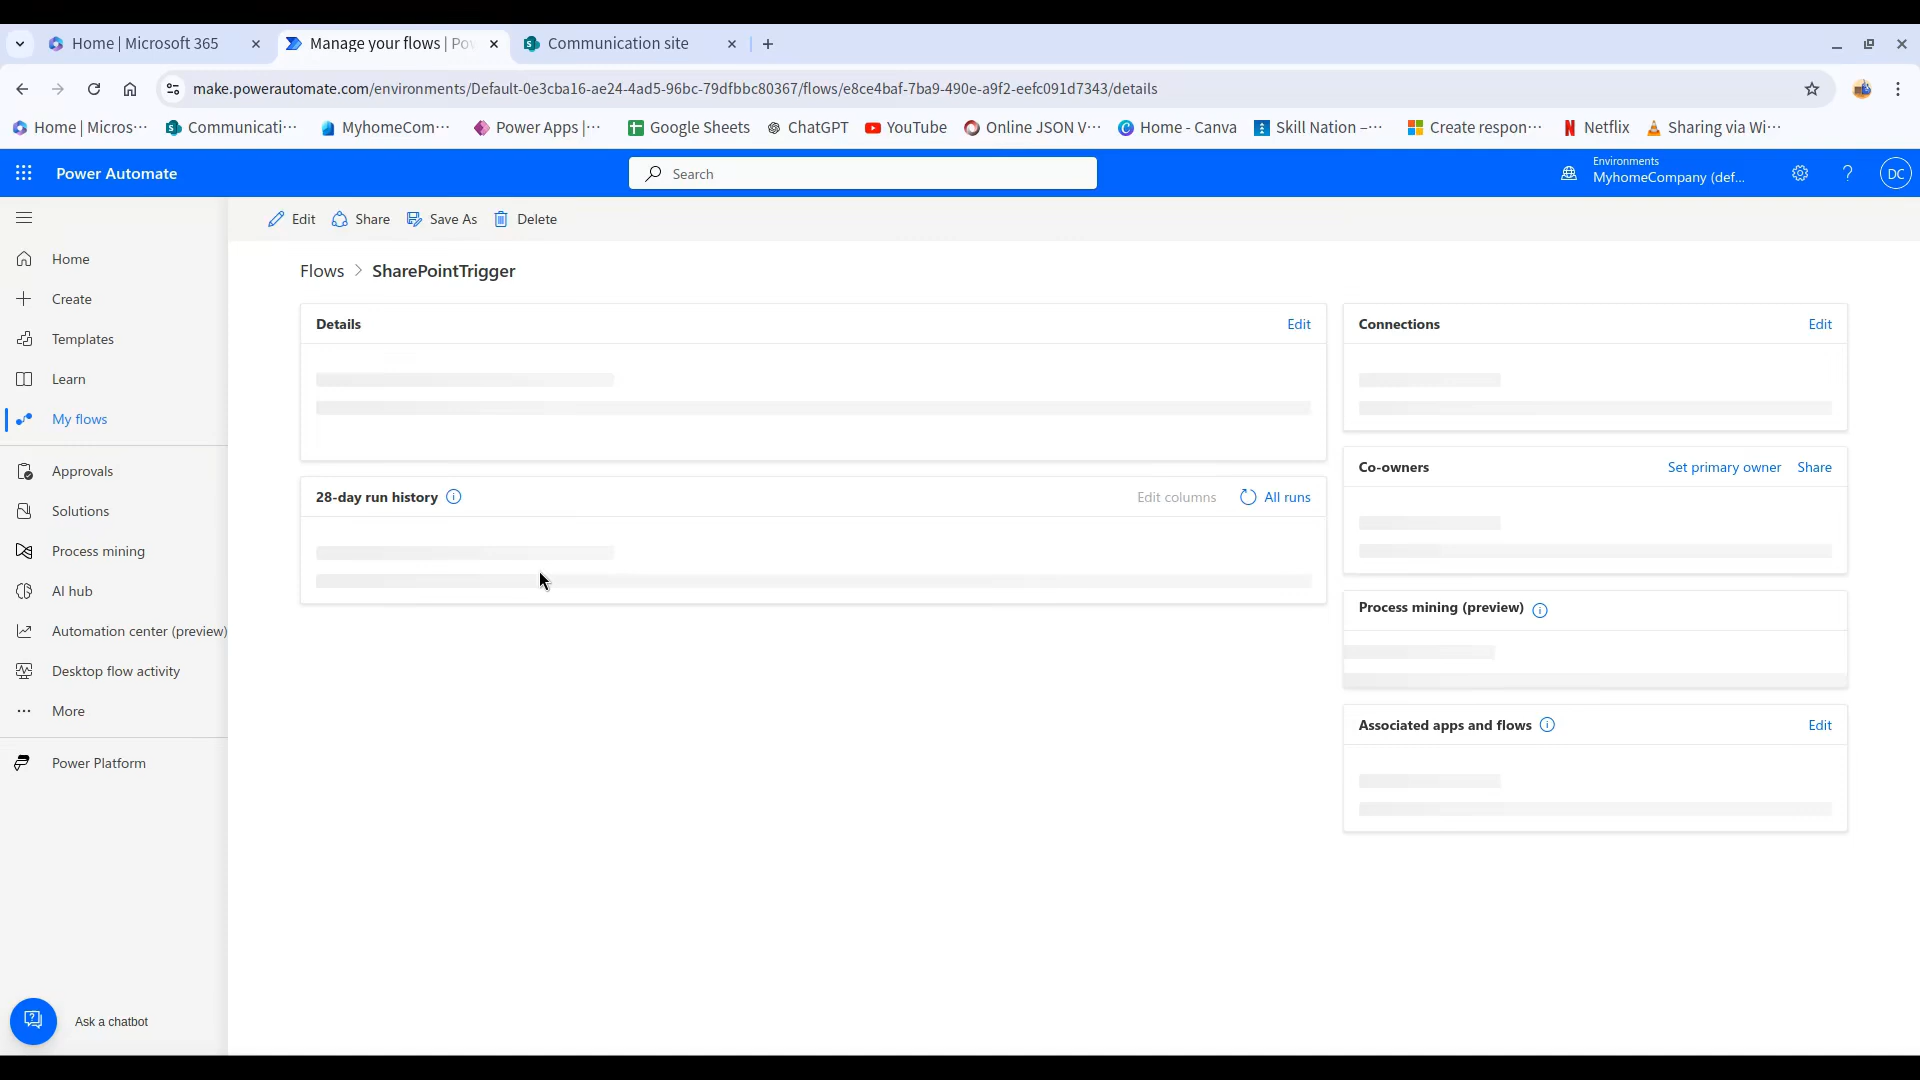 Home | Microsoft 365
Manage your flows | Po
Communication site
make.powerautomate.com/environments/Default-0e3cba16-ae24-4ad5-96bc-79dfbbc80367/flows/e8ce4baf-7ba9-490e-a9f2-eefc091d7343/details
Home | Micros···
Communicati···
MyhomeCom···
Power Apps |···
Google Sheets
ChatGPT
YouTube
Online JSON V···
Home - Canva
Skill Nation –···
Create respon···
Netflix
Sharing via Wi···
Power Automate
Search
Environments
MyhomeCompany (def...
DC
Edit
Share
Save As
Delete
Home
Create
Templates
Learn
My flows
Approvals
Solutions
Process mining
AI hub
Automation center (preview)
Desktop flow activity
More
Power Platform
Ask a chatbot
Flows > SharePointTrigger
Details
Edit
28-day run history
Edit columns
All runs
Connections
Edit
Co-owners
Set primary owner
Share
Process mining (preview)
Associated apps and flows
Edit